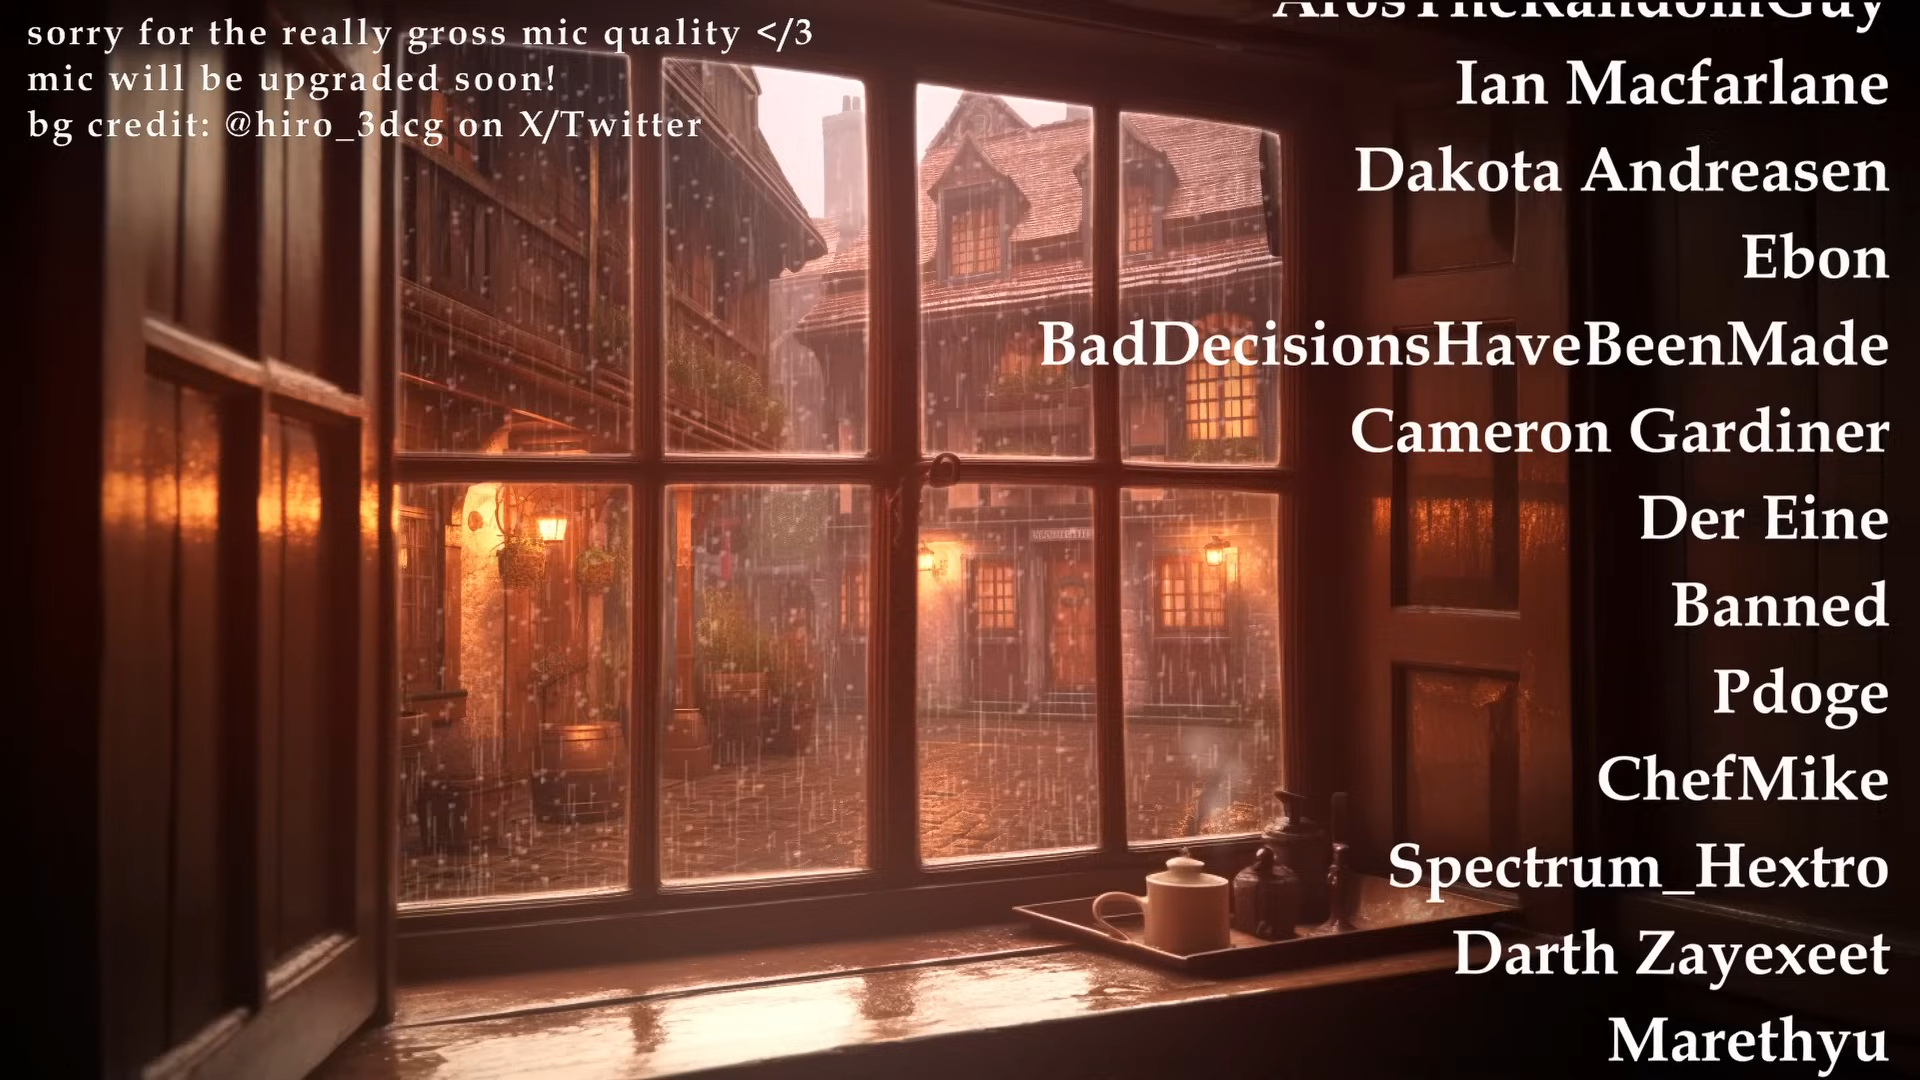 sorry for the really gross mic quality </3
mic will be upgraded soon!
bg credit: @hiro_3dcg on X/Twitter
ArosTheRandomGuy
Ian Macfarlane
Dakota Andreasen
Ebon
BadDecisionsHaveBeenMade
Cameron Gardiner
Der Eine
Banned
Pdoge
ChefMike
Spectrum_Hextro
Darth Zayexeet
Marethyu